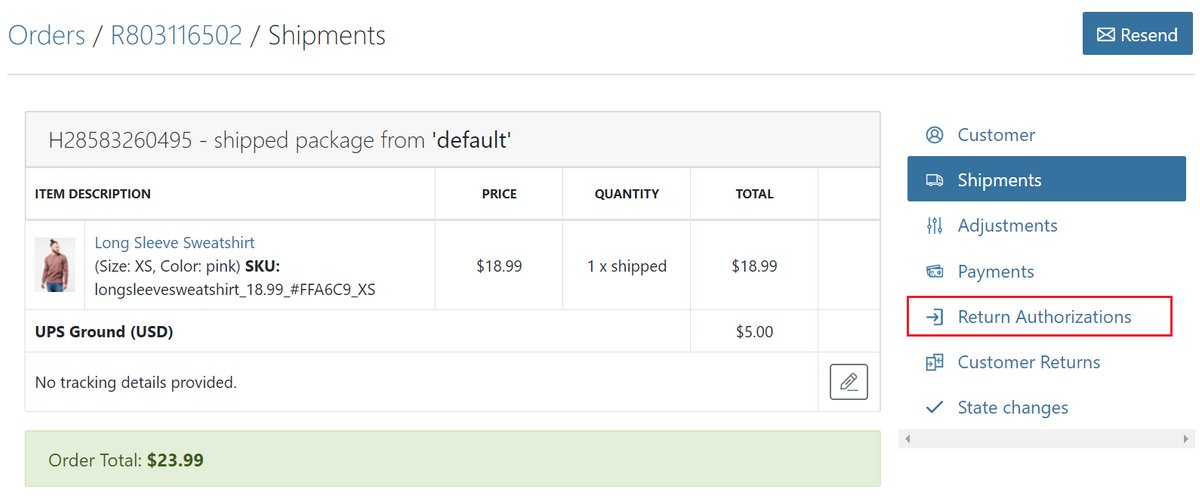 Orders / R803116502 / Shipments
Resend
H28583260495 - shipped package from 'default'
ITEM DESCRIPTION PRICE QUANTITY TOTAL
Long Sleeve Sweatshirt
(Size: XS, Color: pink) SKU:
longsleevesweatshirt_18.99_#FFA6C9_XS
$18.99 1 x shipped $18.99
UPS Ground (USD) $5.00
No tracking details provided.
Order Total: $23.99
Customer
Shipments
Adjustments
Payments
Return Authorizations
Customer Returns
State changes